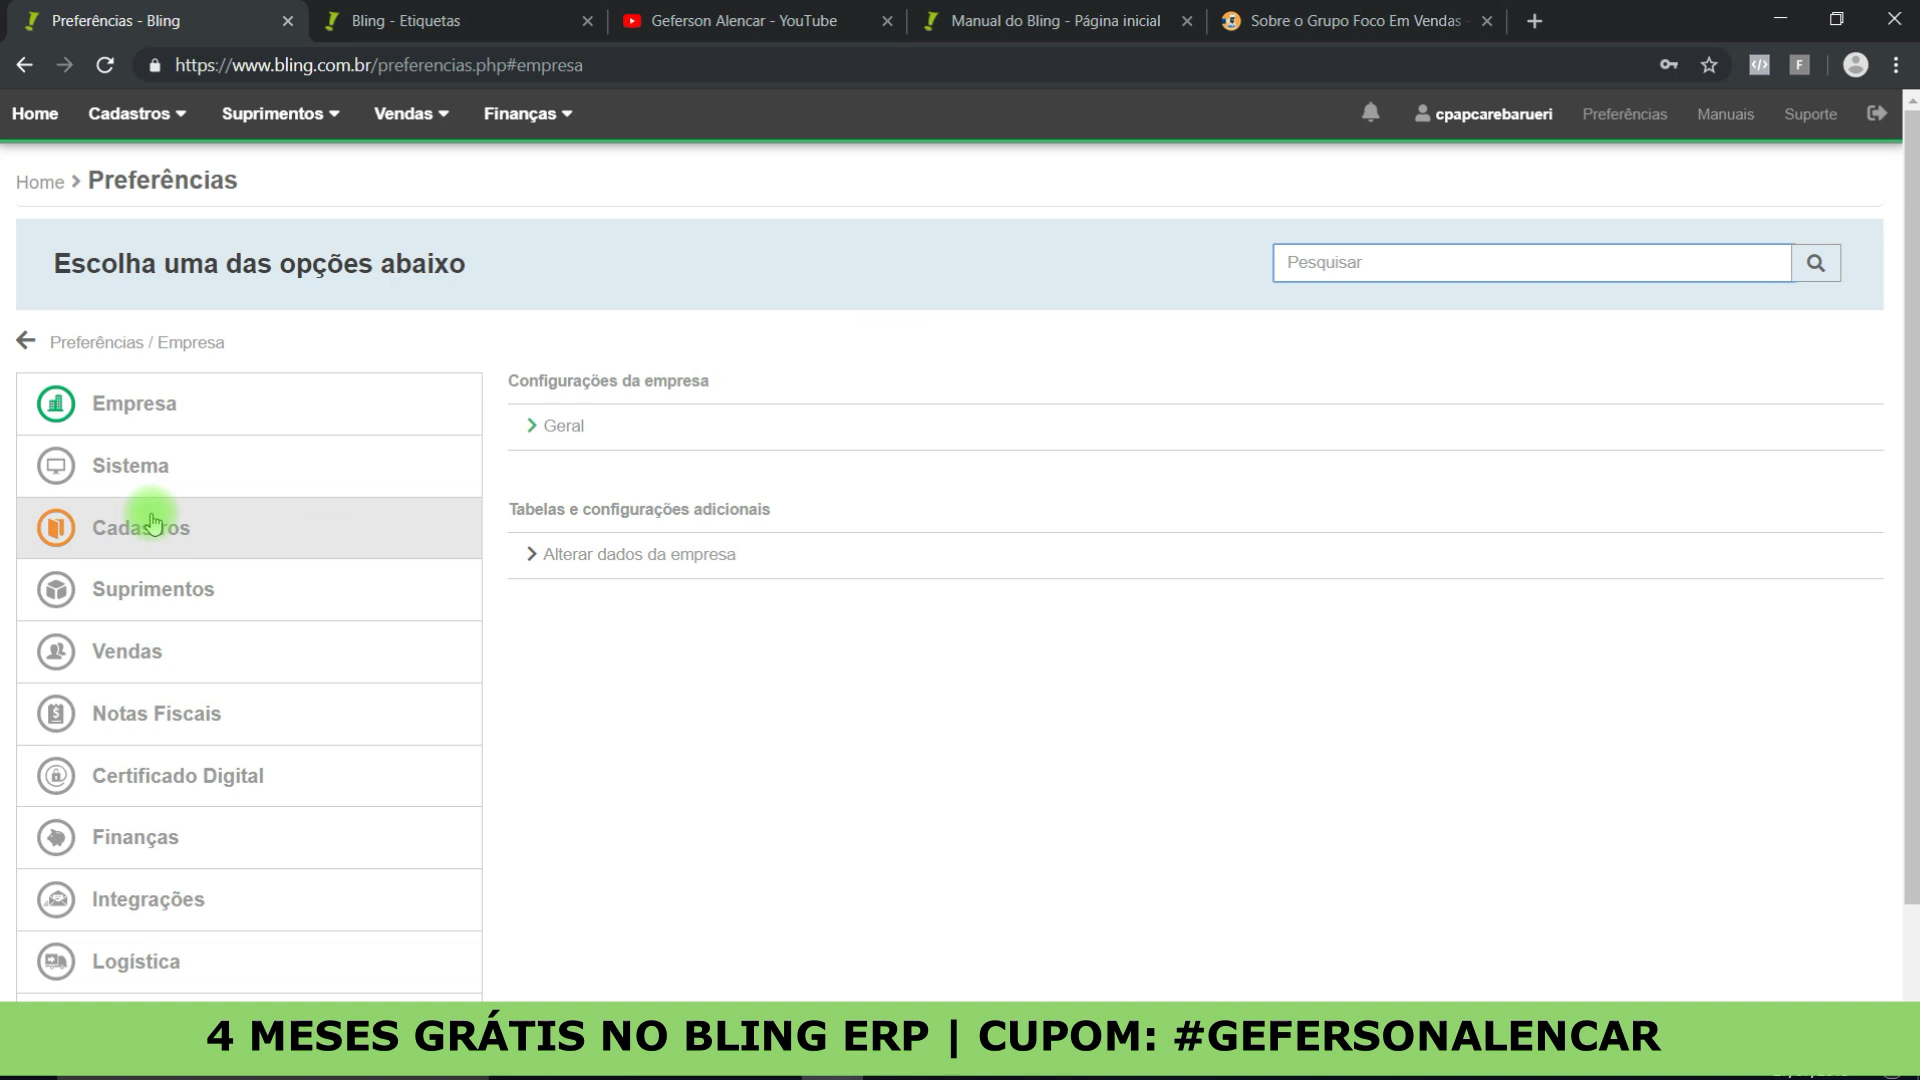 Preferências - Bling
Bling - Etiquetas
Geferson Alencar - YouTube
Manual do Bling - Página inicial
Sobre o Grupo Foco Em Vendas
https://www.bling.com.br/preferencias.php#empresa
Home Cadastros Suprimentos Vendas Finanças cpapcarebarueri Preferências Manuais Suporte
Home > Preferências
Escolha uma das opções abaixo
Pesquisar
Preferências / Empresa
Empresa
Sistema
Cadastros
Suprimentos
Vendas
Notas Fiscais
Certificado Digital
Finanças
Integrações
Logística
Configurações da empresa
Geral
Tabelas e configurações adicionais
Alterar dados da empresa
4 MESES GRÁTIS NO BLING ERP | CUPOM: #GEFERSONALENCAR